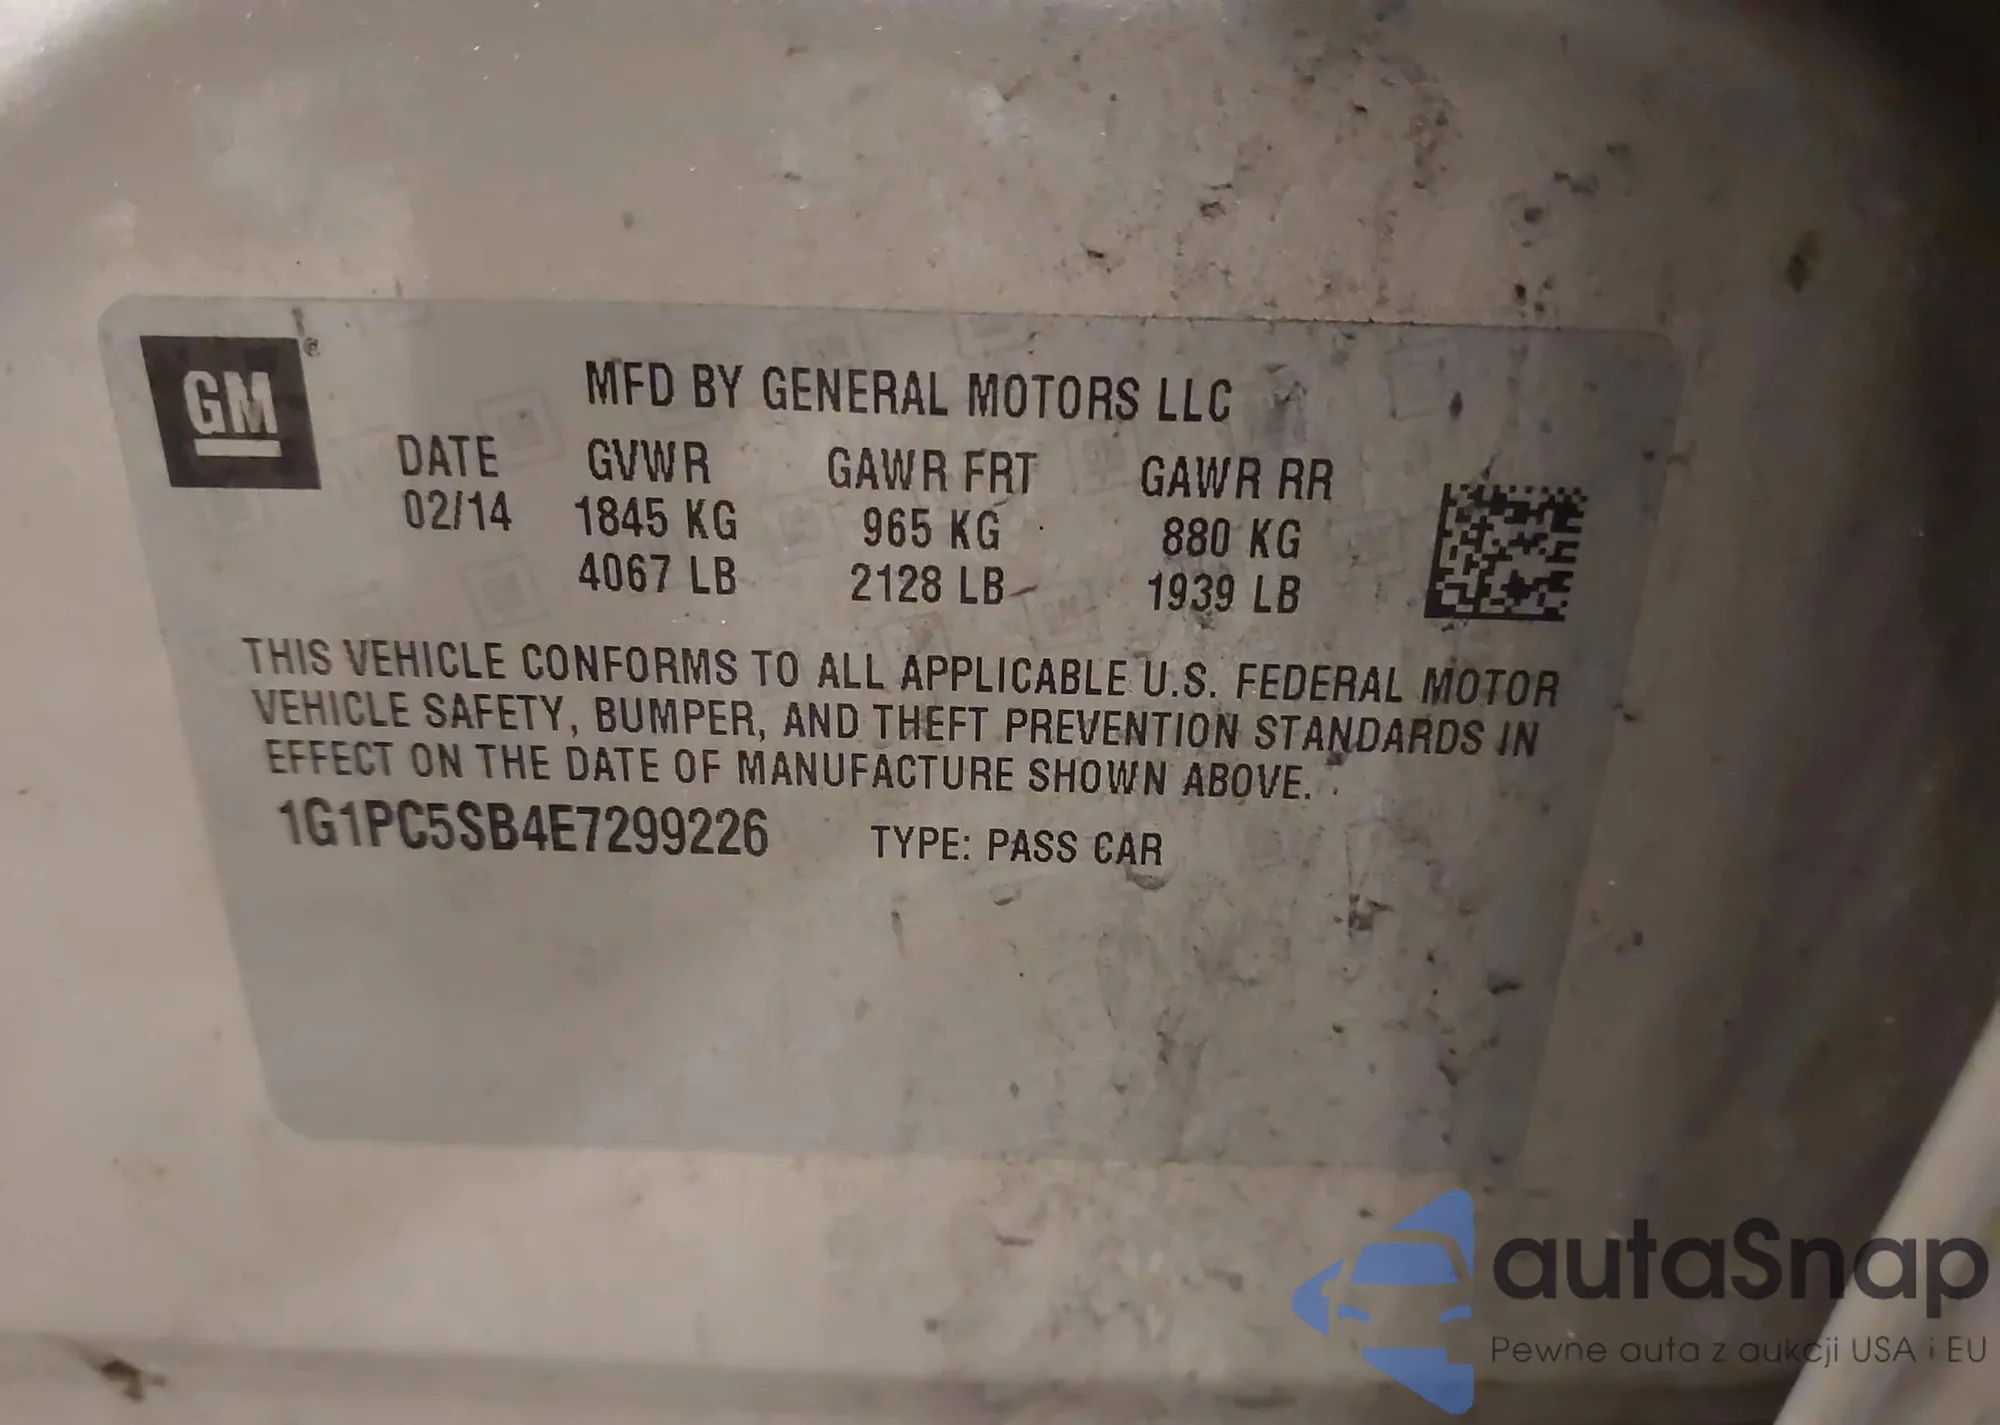 GM ®
MFD BY GENERAL MOTORS LLC
DATE GVWR GAWR FRT GAWR RR
02/14 1845 KG 965 KG 880 KG
4067 LB 2128 LB 1939 LB
THIS VEHICLE CONFORMS TO ALL APPLICABLE U.S. FEDERAL MOTOR
VEHICLE SAFETY, BUMPER, AND THEFT PREVENTION STANDARDS IN
EFFECT ON THE DATE OF MANUFACTURE SHOWN ABOVE.
1G1PC5SB4E7299226 TYPE: PASS CAR
autaSnap
Pewne auta z aukcji USA i EU